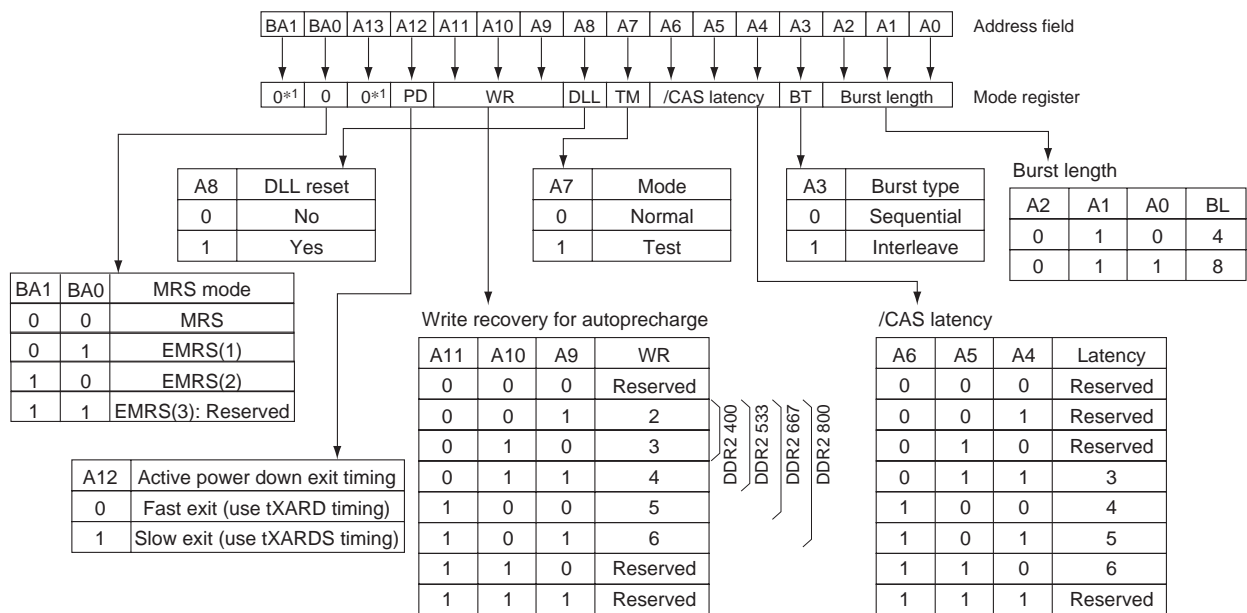 BA1 BA0 A13 A12 A11 A10 A9 A8 A7 A6 A5 A4 A3 A2 A1 A0 Address field
0*1 0 0*1 PD WR DLL TM /CAS latency BT Burst length Mode register
A8 DLL reset
0 No
1 Yes
A7 Mode
0 Normal
1 Test
A3 Burst type
0 Sequential
1 Interleave
Burst length
A2 A1 A0 BL
0 1 0 4
0 1 1 8
BA1 BA0 MRS mode
0 0 MRS
0 1 EMRS(1)
1 0 EMRS(2)
1 1 EMRS(3): Reserved
A12 Active power down exit timing
0 Fast exit (use tXARD timing)
1 Slow exit (use tXARDS timing)
Write recovery for autoprecharge
A11 A10 A9 WR
0 0 0 Reserved
0 0 1 2
0 1 0 3
0 1 1 4
1 0 0 5
1 0 1 6
1 1 0 Reserved
1 1 1 Reserved
DDR2 400
DDR2 533
DDR2 667
DDR2 800
/CAS latency
A6 A5 A4 Latency
0 0 0 Reserved
0 0 1 Reserved
0 1 0 Reserved
0 1 1 3
1 0 0 4
1 0 1 5
1 1 0 6
1 1 1 Reserved